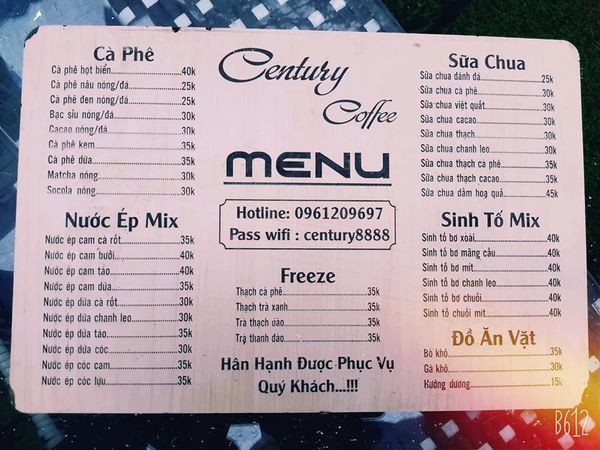 Cà Phê
Cà phê bọt biển 40k
Cà phê nâu nóng/đá 25k
Cà phê đen nóng/đá 25k
Bạc sỉu nóng/đá 30k
Cacao nóng/đá 30k
Cà phê kem 35k
Cà phê dừa 35k
Matcha nóng 30k
Socola nóng 30k
Nước Ép Mix
Nước ép cam cà rốt 35k
Nước ép cam bưởi 40k
Nước ép cam táo 40k
Nước ép cam dứa 35k
Nước ép dứa cà rốt 30k
Nước ép dứa chanh leo 30k
Nước ép dứa táo 35k
Nước ép dứa cóc 30k
Nước ép cóc cam 35k
Nước ép cóc lựu 35k
Century
Coffee
MENU
Hotline: 0961209697
Pass wifi : century8888
Freeze
Thạch cà phê 35k
Thạch trà xanh 35k
Trà thạch đào 35k
Trà thanh đào 35k
Hân Hạnh Được Phục Vụ
Quý Khách...!!!
Sữa Chua
Sữa chua đánh đá 25k
Sữa chua cà phê 30k
Sữa chua việt quất 30k
Sữa chua cacao 30k
Sữa chua thạch 30k
Sữa chua chanh leo 30k
Sữa chua thạch cà phê 35k
Sữa chua thạch cacao 35k
Sữa chua dầm hoa quả 45k
Sinh Tố Mix
Sinh tố bơ xoài 40k
Sinh tố bơ mãng cầu 40k
Sinh tố bơ mít 40k
Sinh tố bơ chanh leo 40k
Sinh tố bơ chuối 40k
Sinh tố chuối mít 40k
Đồ Ăn Vặt
Bò khô 35k
Gà khô 30k
Hướng dương 15k
B612